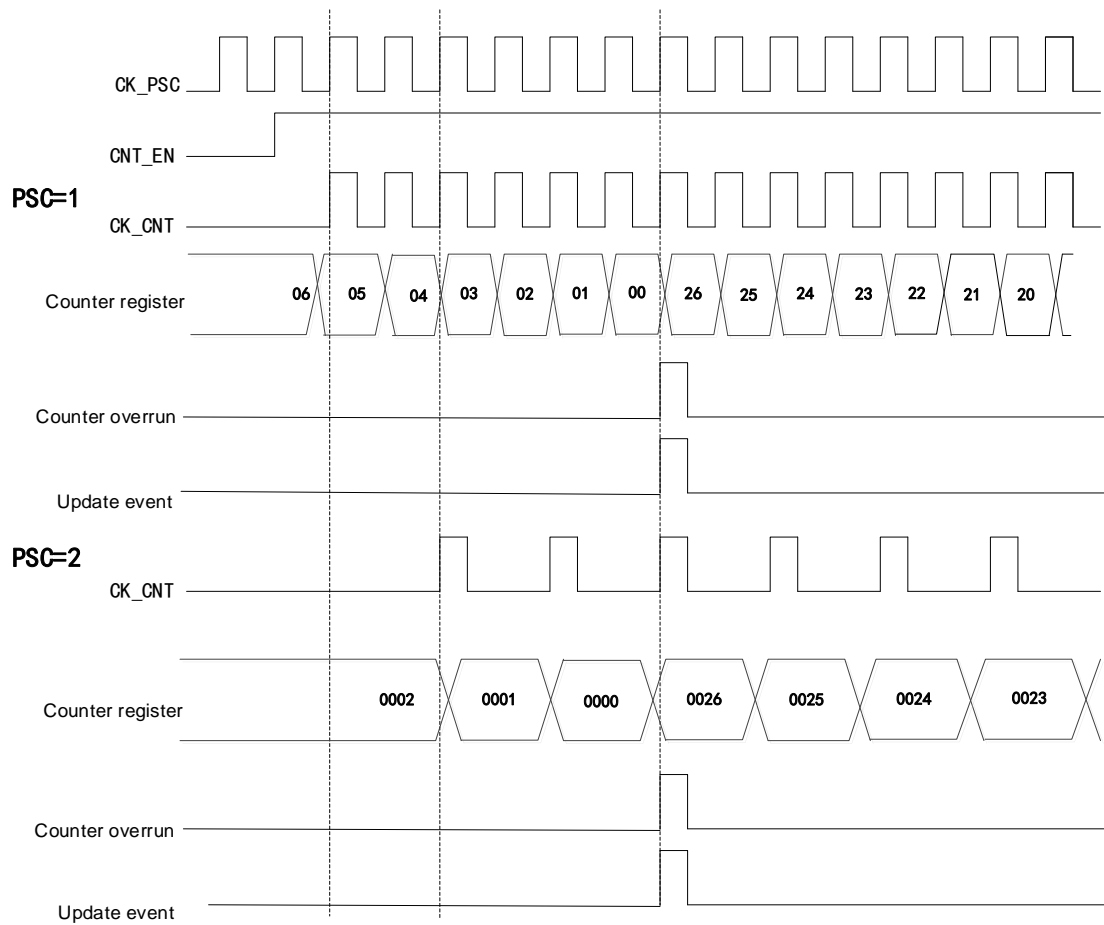 CK_PSC
CNT_EN
PSC=1
CK_CNT
Counter register 06 05 04 03 02 01 00 26 25 24 23 22 21 20
Counter overrun
Update event
PSC=2
CK_CNT
Counter register 0002 0001 0000 0026 0025 0024 0023
Counter overrun
Update event